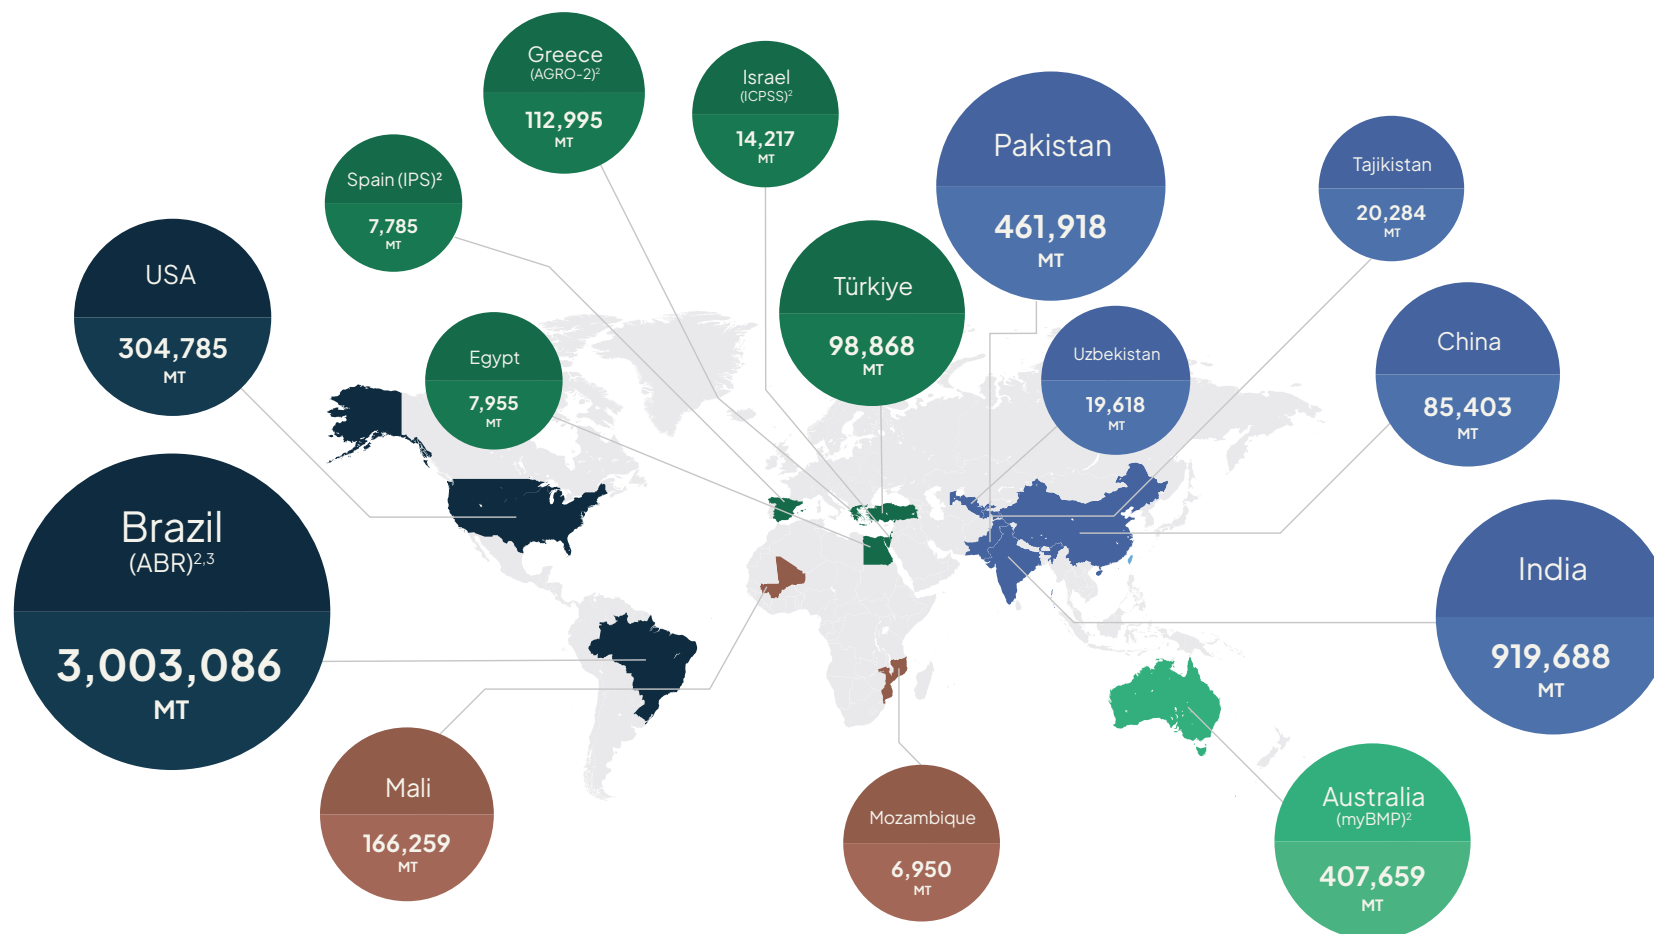 Greece
(AGRO-2)²
112,995
MT
Israel
(ICPSS)²
14,217
MT
Pakistan
461,918
MT
Tajikistan
20,284
MT
Spain (IPS)²
7,785
MT
USA
304,785
MT
Türkiye
98,868
MT
Egypt
7,955
MT
Uzbekistan
19,618
MT
China
85,403
MT
Brazil
(ABR)²,³
3,003,086
MT
India
919,688
MT
Mali
166,259
MT
Mozambique
6,950
MT
Australia
(myBMP)²
407,659
MT